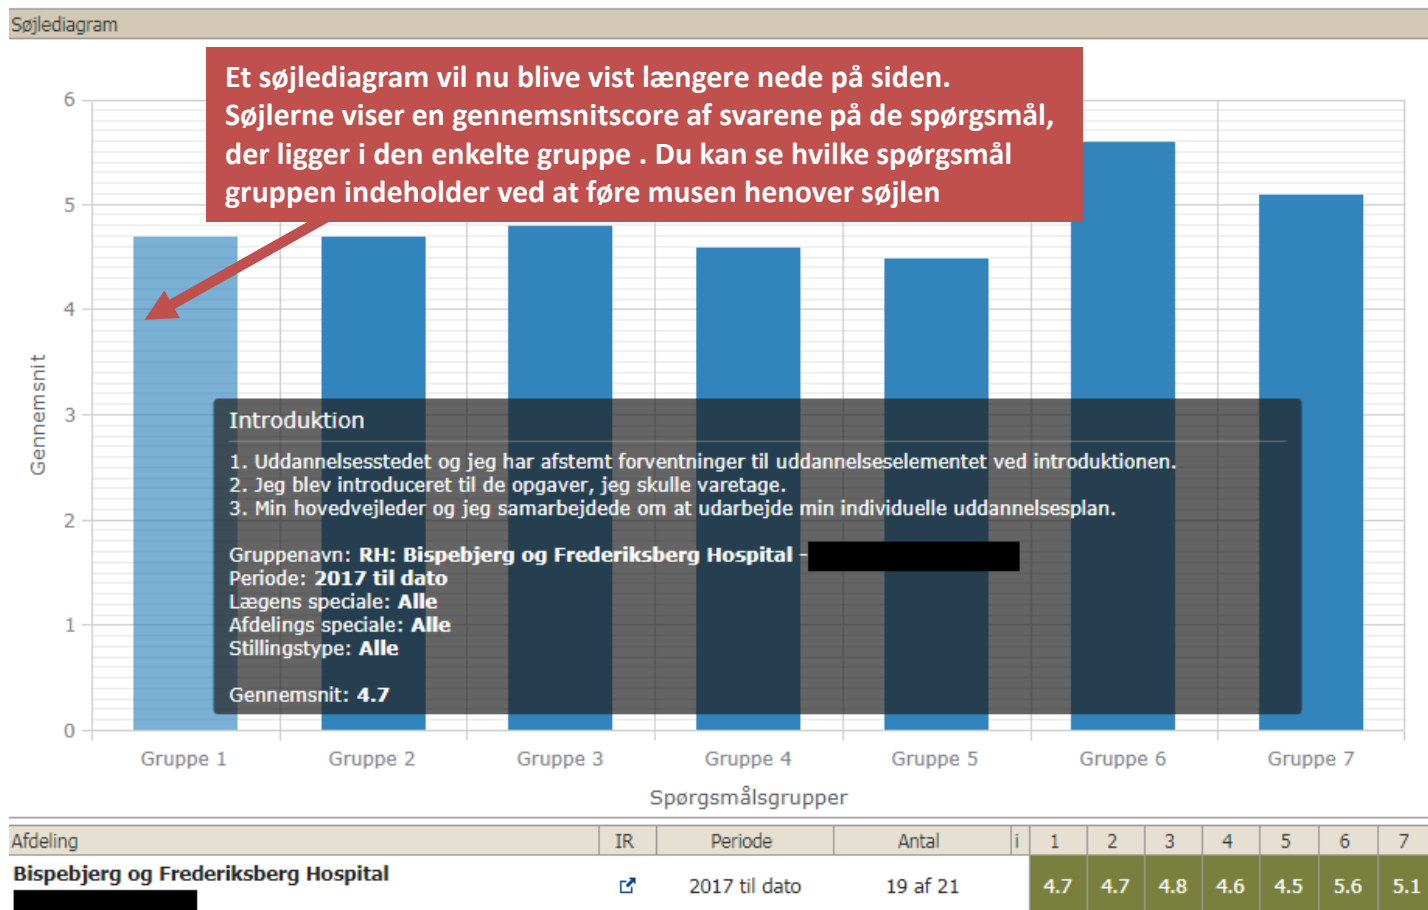 Søjlediagram
Et søjlediagram vil nu blive vist længere nede på siden.
Søjlerne viser en gennemsnitscore af svarene på de spørgsmål,
der ligger i den enkelte gruppe . Du kan se hvilke spørgsmål
gruppen indeholder ved at føre musen henover søjlen
6
5
4
3
2
1
0
Gennemsnit
Introduktion
1. Uddannelsesstedet og jeg har afstemt forventninger til uddannelseselementet ved introduktionen.
2. Jeg blev introduceret til de opgaver, jeg skulle varetage.
3. Min hovedvejleder og jeg samarbejdede om at udarbejde min individuelle uddannelsesplan.
Gruppenavn: RH: Bispebjerg og Frederiksberg Hospital -
Periode: 2017 til dato
Lægens speciale: Alle
Afdelings speciale: Alle
Stillingstype: Alle
Gennemsnit: 4.7
Gruppe 1 Gruppe 2 Gruppe 3 Gruppe 4 Gruppe 5 Gruppe 6 Gruppe 7
Spørgsmålsgrupper
Afdeling IR Periode Antal i 1 2 3 4 5 6 7
Bispebjerg og Frederiksberg Hospital 2017 til dato 19 af 21 4.7 4.7 4.8 4.6 4.5 5.6 5.1